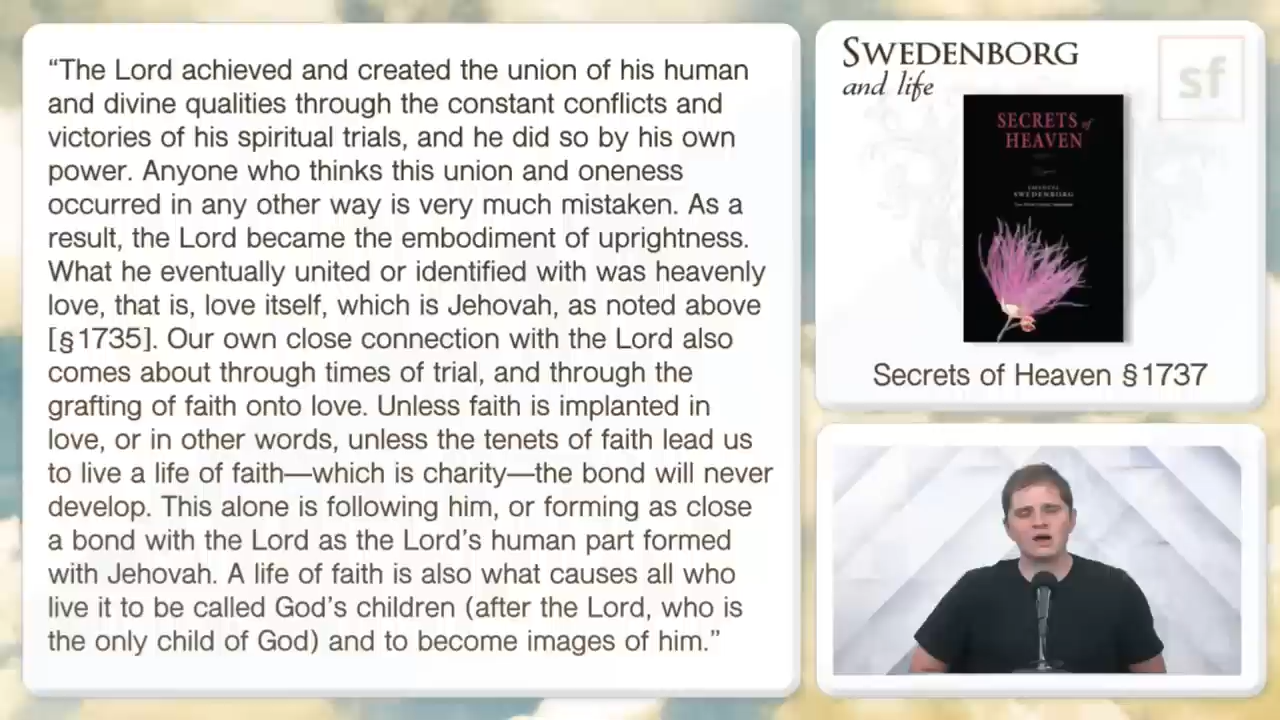 “The Lord achieved and created the union of his human
and divine qualities through the constant conflicts and
victories of his spiritual trials, and he did so by his own
power. Anyone who thinks this union and oneness
occurred in any other way is very much mistaken. As a
result, the Lord became the embodiment of uprightness.
What he eventually united or identified with was heavenly
love, that is, love itself, which is Jehovah, as noted above
[§1735]. Our own close connection with the Lord also
comes about through times of trial, and through the
grafting of faith onto love. Unless faith is implanted in
love, or in other words, unless the tenets of faith lead us
to live a life of faith—which is charity—the bond will never
develop. This alone is following him, or forming as close
a bond with the Lord as the Lord’s human part formed
with Jehovah. A life of faith is also what causes all who
live it to be called God’s children (after the Lord, who is
the only child of God) and to become images of him.”
SWEDENBORG
and life
sf
SECRETS of
HEAVEN
EMANUEL
SWEDENBORG
Secrets of Heaven §1737